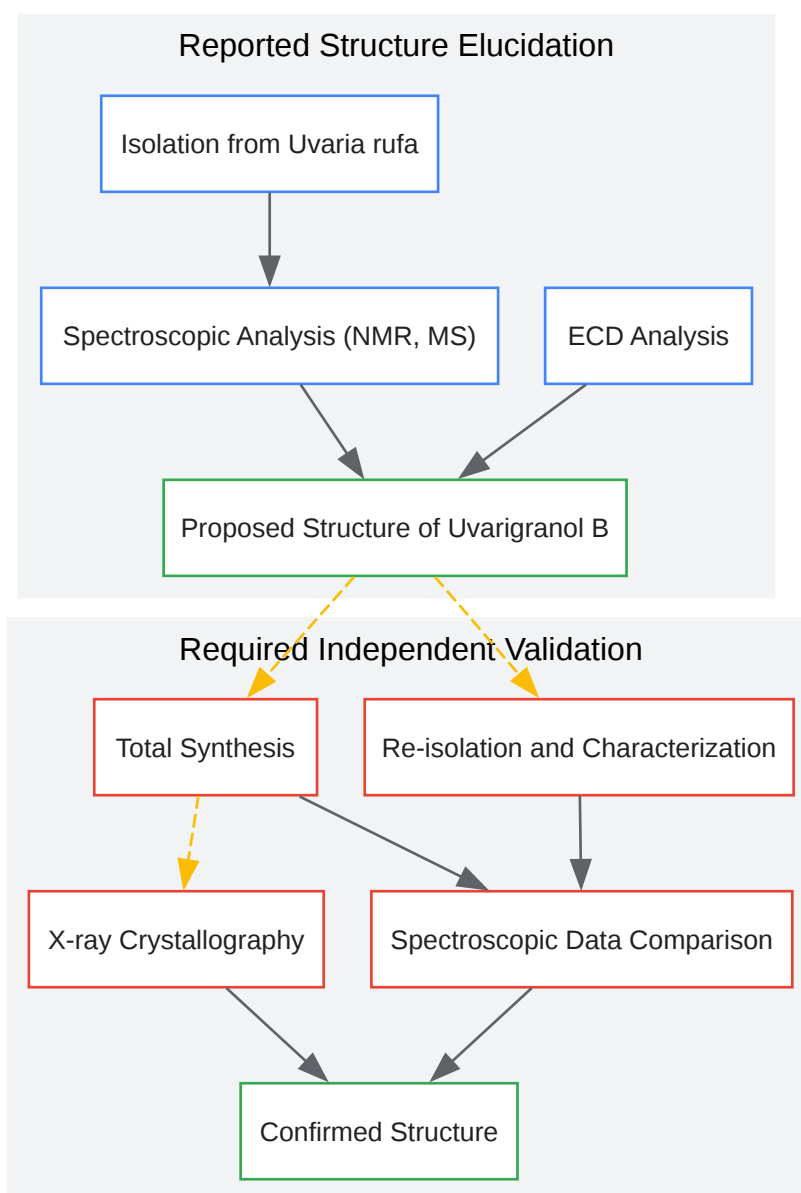 Reported Structure Elucidation
Isolation from Uvaria rufa
Spectroscopic Analysis (NMR, MS)
ECD Analysis
Proposed Structure of Uvarigranol B
Required Independent Validation
Total Synthesis
Re-isolation and Characterization
X-ray Crystallography
Spectroscopic Data Comparison
Confirmed Structure